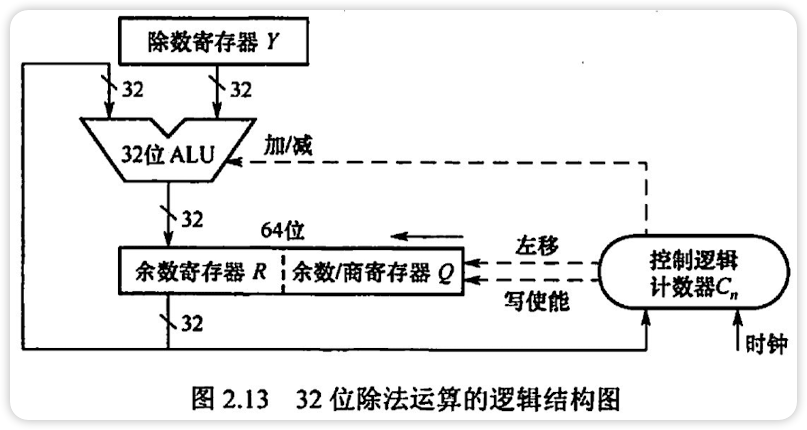 除数寄存器 Y
32
32
32位 ALU
加/减
32
64位
余数寄存器 R
余数/商寄存器 Q
左移
写使能
控制逻辑
计数器Cn
32
时钟
图 2.13 32 位除法运算的逻辑结构图